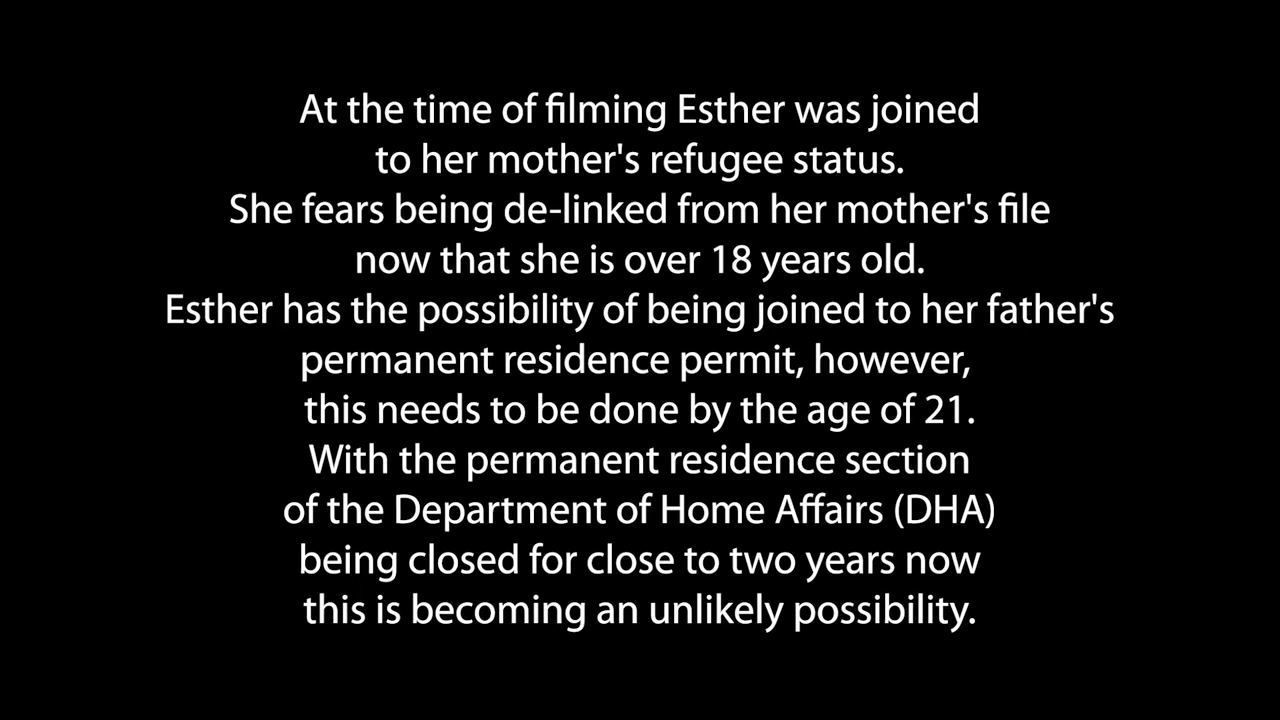 At the time of filming Esther was joined
to her mother's refugee status.
She fears being de-linked from her mother's file
now that she is over 18 years old.
Esther has the possibility of being joined to her father's
permanent residence permit, however,
this needs to be done by the age of 21.
With the permanent residence section
of the Department of Home Affairs (DHA)
being closed for close to two years now
this is becoming an unlikely possibility.